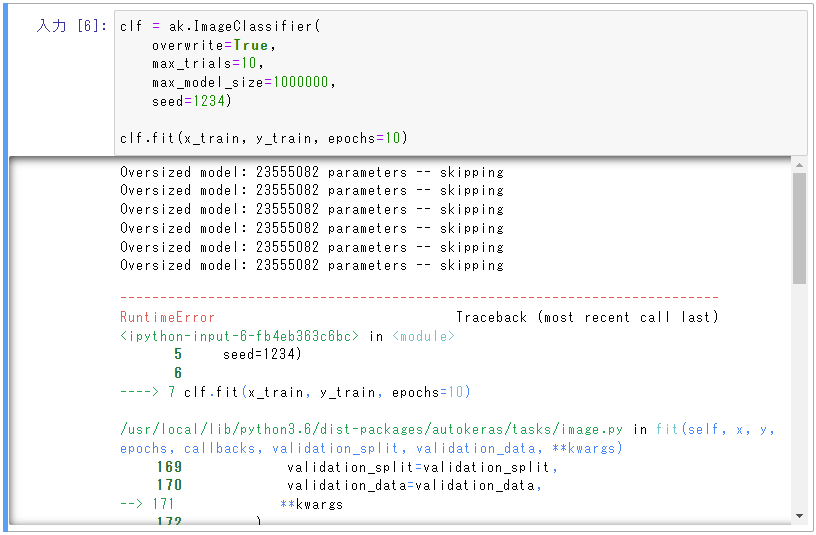 入力 [6]: clf = ak.ImageClassifier(
overwrite=True,
max_trials=10,
max_model_size=1000000,
seed=1234)
clf.fit(x_train, y_train, epochs=10)
Oversized model: 23555082 parameters -- skipping
Oversized model: 23555082 parameters -- skipping
Oversized model: 23555082 parameters -- skipping
Oversized model: 23555082 parameters -- skipping
Oversized model: 23555082 parameters -- skipping
Oversized model: 23555082 parameters -- skipping
---------------------------------------------------------------------------
RuntimeError Traceback (most recent call last)
<ipython-input-6-fb4eb363c6bc> in <module>
5 seed=1234)
6
----> 7 clf.fit(x_train, y_train, epochs=10)
/usr/local/lib/python3.6/dist-packages/autokeras/tasks/image.py in fit(self, x, y,
epochs, callbacks, validation_split, validation_data, **kwargs)
169 validation_split=validation_split,
170 validation_data=validation_data,
--> 171 **kwargs
172 )